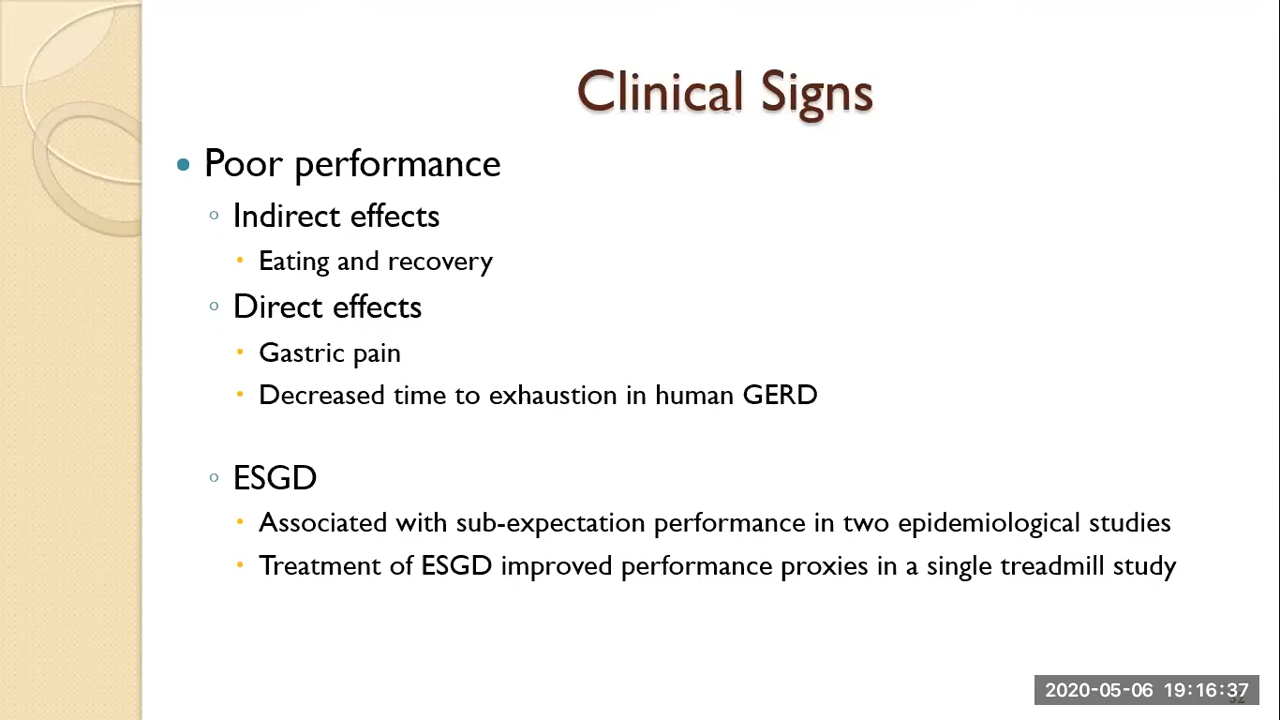 Clinical Signs
• Poor performance
◦ Indirect effects
• Eating and recovery
◦ Direct effects
• Gastric pain
• Decreased time to exhaustion in human GERD
◦ ESGD
• Associated with sub-expectation performance in two epidemiological studies
• Treatment of ESGD improved performance proxies in a single treadmill study
2020-05-06 19:16:37